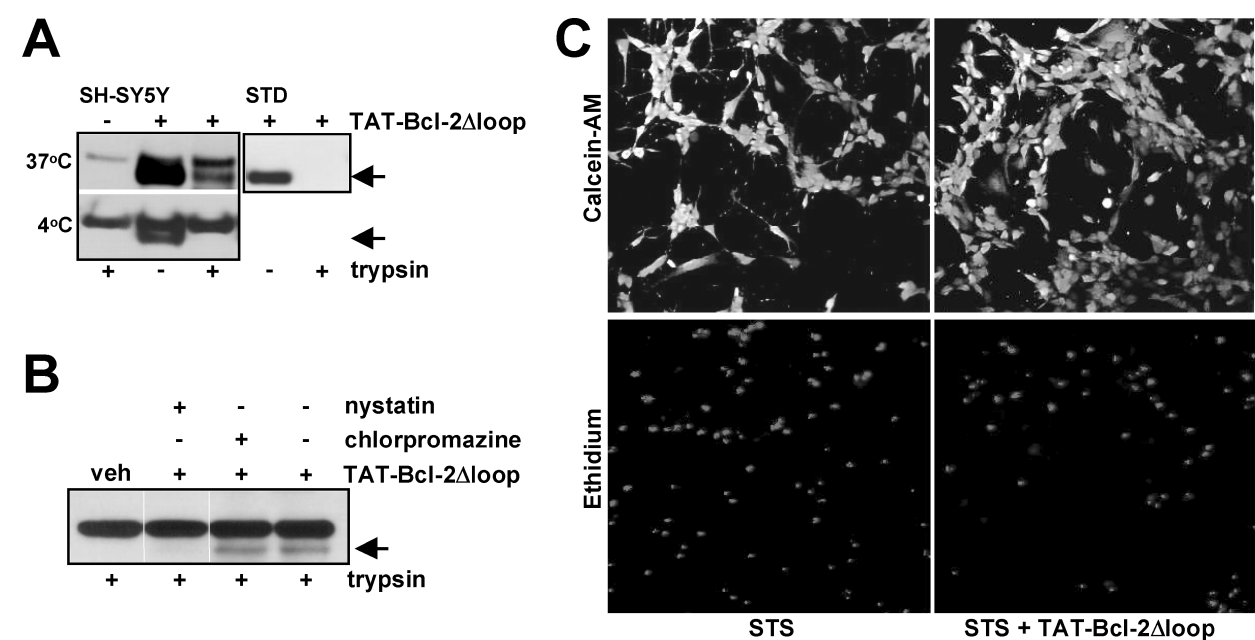 A
SH-SY5Y STD
- + + + + TAT-Bcl-2Δloop
37°C
4°C
+ - + - + trypsin
B
+ - - nystatin
- + - chlorpromazine
veh + + + TAT-Bcl-2Δloop
+ + + + trypsin
C
Calcein-AM
Ethidium
STS STS + TAT-Bcl-2Δloop